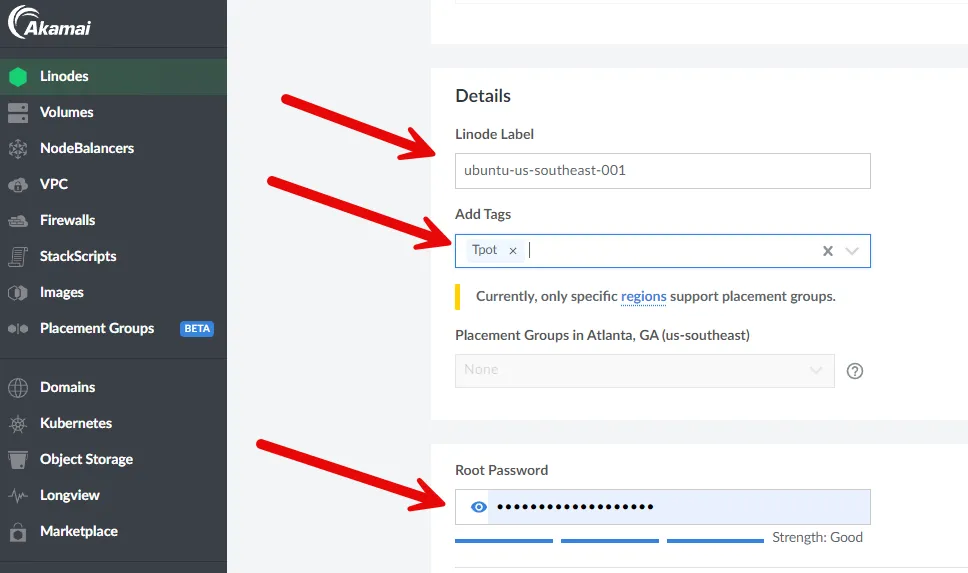 Akamai
Linodes
Volumes
NodeBalancers
VPC
Firewalls
StackScripts
Images
Placement Groups BETA
Domains
Kubernetes
Object Storage
Longview
Marketplace
Details
Linode Label
ubuntu-us-southeast-001
Add Tags
Tpot
Currently, only specific regions support placement groups.
Placement Groups in Atlanta, GA (us-southeast)
None
Root Password
Strength: Good